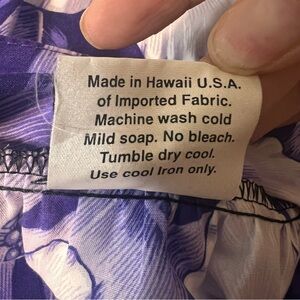 Made in Hawaii U.S.A.
of Imported Fabric.
Machine wash cold
Mild soap. No bleach.
Tumble dry cool.
Use cool Iron only.